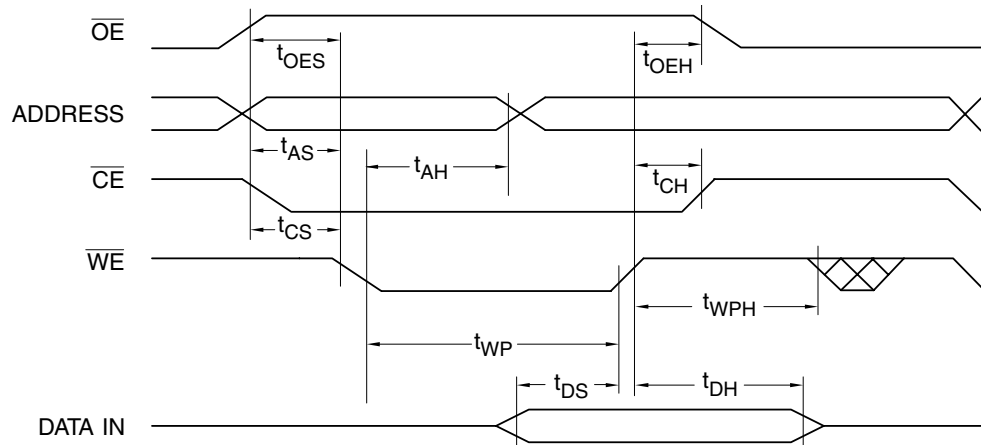 OE
tOES
tOEH
ADDRESS
tAS
tAH
tCH
CE
tCS
WE
tWPH
tWP
tDS
tDH
DATA IN